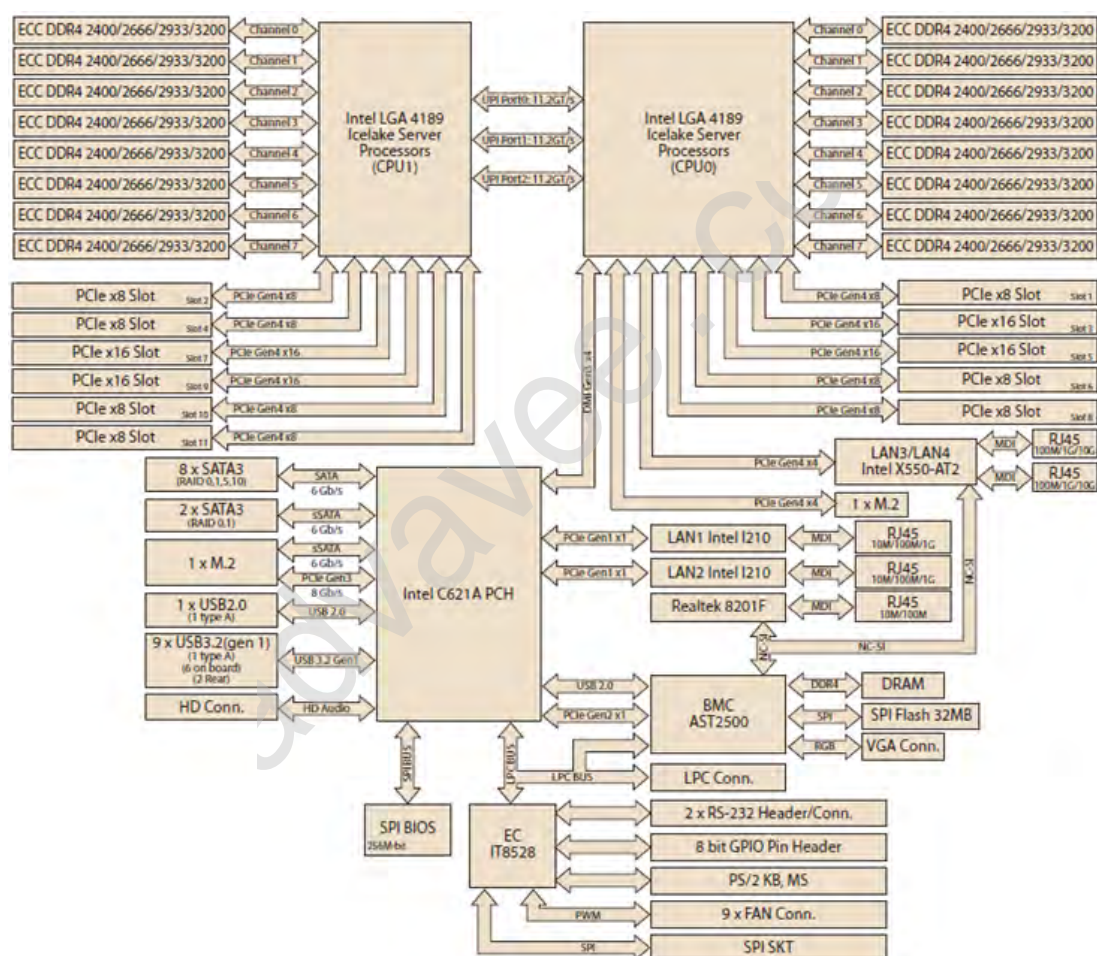 ECC DDR4 2400/2666/2933/3200
Channel 0
ECC DDR4 2400/2666/2933/3200
Channel 1
ECC DDR4 2400/2666/2933/3200
Channel 2
ECC DDR4 2400/2666/2933/3200
Channel 3
ECC DDR4 2400/2666/2933/3200
Channel 4
ECC DDR4 2400/2666/2933/3200
Channel 5
ECC DDR4 2400/2666/2933/3200
Channel 6
ECC DDR4 2400/2666/2933/3200
Channel 7
Intel LGA 4189
Icelake Server
Processors
(CPU1)
UPI Port0: 11.2GT/s
UPI Port1: 11.2GT/s
UPI Port2: 11.2GT/s
Intel LGA 4189
Icelake Server
Processors
(CPU0)
Channel 0
ECC DDR4 2400/2666/2933/3200
Channel 1
ECC DDR4 2400/2666/2933/3200
Channel 2
ECC DDR4 2400/2666/2933/3200
Channel 3
ECC DDR4 2400/2666/2933/3200
Channel 4
ECC DDR4 2400/2666/2933/3200
Channel 5
ECC DDR4 2400/2666/2933/3200
Channel 6
ECC DDR4 2400/2666/2933/3200
Channel 7
ECC DDR4 2400/2666/2933/3200
PCIe x8 Slot Slot 2
PCIe Gen4 x8
PCIe x8 Slot Slot 4
PCIe Gen4 x8
PCIe x16 Slot Slot 7
PCIe Gen4 x16
PCIe x16 Slot Slot 9
PCIe Gen4 x16
PCIe x8 Slot Slot 10
PCIe Gen4 x8
PCIe x8 Slot Slot 11
PCIe Gen4 x8
PCIe Gen4 x8
PCIe x8 Slot Slot 1
PCIe Gen4 x16
PCIe x16 Slot Slot 3
PCIe Gen4 x16
PCIe x16 Slot Slot 5
PCIe Gen4 x8
PCIe x8 Slot Slot 6
PCIe Gen4 x8
PCIe x8 Slot Slot 8
DMI Gen3 x4
PCIe Gen4 x4
LAN3/LAN4
Intel X550-AT2
MDI
RJ45
100M/1G/10G
MDI
RJ45
100M/1G/10G
PCIe Gen4 x4
1 x M.2
8 x SATA3
(RAID 0,1,5,10)
SATA
6 Gb/s
2 x SATA3
(RAID 0,1)
sSATA
6 Gb/s
1 x M.2
sSATA
6 Gb/s
PCIe Gen3
8 Gb/s
1 x USB2.0
(1 type A)
USB 2.0
9 x USB3.2(gen 1)
(1 type A)
(6 on board)
(2 Rear)
USB 3.2 Gen1
HD Conn.
HD Audio
Intel C621A PCH
PCIe Gen1 x1
LAN1 Intel I210
MDI
RJ45
10M/100M/1G
PCIe Gen1 x1
LAN2 Intel I210
MDI
RJ45
10M/100M/1G
Realtek 8201F
MDI
RJ45
10M/100M
NC-SI
NC-SI
NC-SI
USB 2.0
PCIe Gen2 x1
BMC
AST2500
DDR4
DRAM
SPI
SPI Flash 32MB
RGB
VGA Conn.
SPI BUS
LPC BUS
LPC BUS
LPC Conn.
SPI BIOS
256M-bit
EC
IT8528
2 x RS-232 Header/Conn.
8 bit GPIO Pin Header
PS/2 KB, MS
PWM
9 x FAN Conn.
SPI
SPI SKT